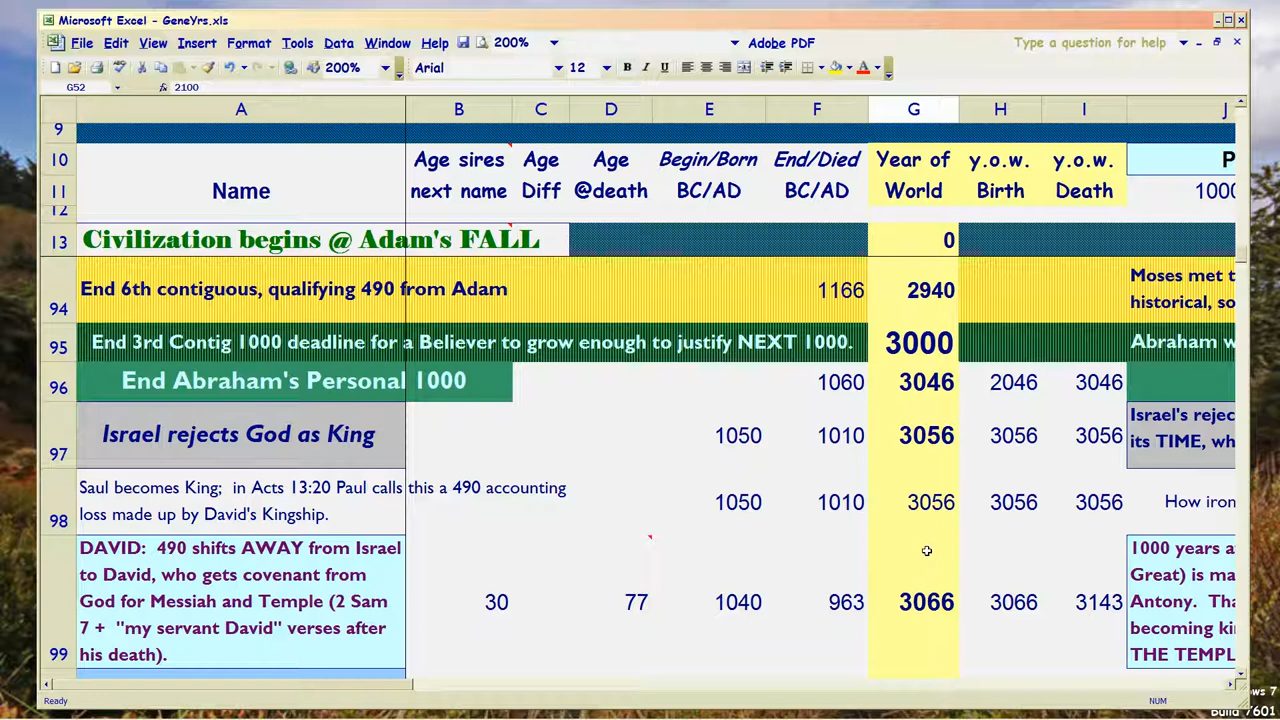 Microsoft Excel - GeneYrs.xls
File Edit View Insert Format Tools Data Window Help 200% Adobe PDF Type a question for help
200% Arial 12 B I U
G52 fx 2100
A B C D E F G H I J
9
10 Age sires Age Age Begin/Born End/Died Year of y.o.w. y.o.w. P
11 Name next name Diff @death BC/AD BC/AD World Birth Death 1000
12
13 Civilization begins @ Adam's FALL 0
94 End 6th contiguous, qualifying 490 from Adam 1166 2940 Moses met t
historical, so
95 End 3rd Contig 1000 deadline for a Believer to grow enough to justify NEXT 1000. 3000 Abraham w
96 End Abraham's Personal 1000 1060 3046 2046 3046
97 Israel rejects God as King 1050 1010 3056 3056 3056 Israel's rejec
its TIME, wh
98 Saul becomes King;  in Acts 13:20 Paul calls this a 490 accounting
loss made up by David's Kingship. 1050 1010 3056 3056 3056 How iron
DAVID:  490 shifts AWAY from Israel 1000 years a
to David, who gets covenant from Great) is ma
God for Messiah and Temple (2 Sam 30 77 1040 963 3066 3066 3143 Antony.  Tha
7 +  "my servant David" verses after becoming ki
99 his death). THE TEMPL
Ready NUM
ws 7
Build 7601